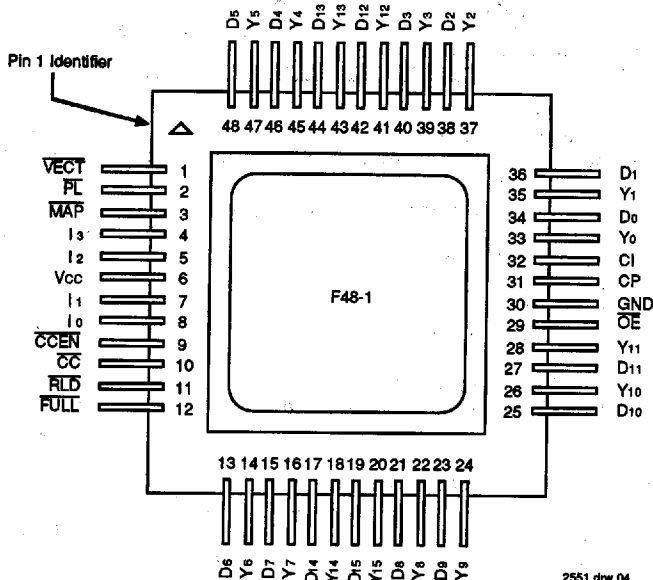 D5 Y5 D4 Y4 D13 Y13 D12 Y12 D3 Y3 D2 Y2
Pin 1 Identifier
48 47 46 45 44 43 42 41 40 39 38 37
VECT 1
PL 2
MAP 3
I3 4
I2 5
Vcc 6
I1 7
I0 8
CCEN 9
CC 10
RLD 11
FULL 12
F48-1
36 D1
35 Y1
34 D0
33 Y0
32 CI
31 CP
30 GND
29 OE
28 Y11
27 D11
26 Y10
25 D10
13 14 15 16 17 18 19 20 21 22 23 24
D6 Y6 D7 Y7 D14 Y14 D15 Y15 D8 Y8 D9 Y9
2551 drw 04